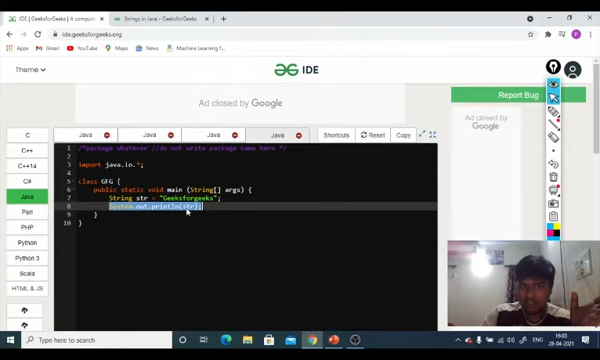 IDE | GeeksforGeeks | A comput
Strings in Java - GeeksforGeeks
ide.geeksforgeeks.org
Apps
Gmail
YouTube
Maps
News
Machine Learning f...
Theme
IDE
Report Bug
Ad closed by Google
Ad closed by Google
C
C++
C++14
C#
Java
Perl
PHP
Python
Python 3
Scala
HTML & JS
Java
Java
Java
Java
Shortcuts
Reset
Copy
1 /*package whatever //do not write package name here */
2
3 import java.io.*;
4
5 class GFG {
6 public static void main (String[] args) {
7 String str = "Geeksforgeeks";
8 System.out.println(str);
9 }
10 }
Type here to search
ENG
16:03
28-04-2021